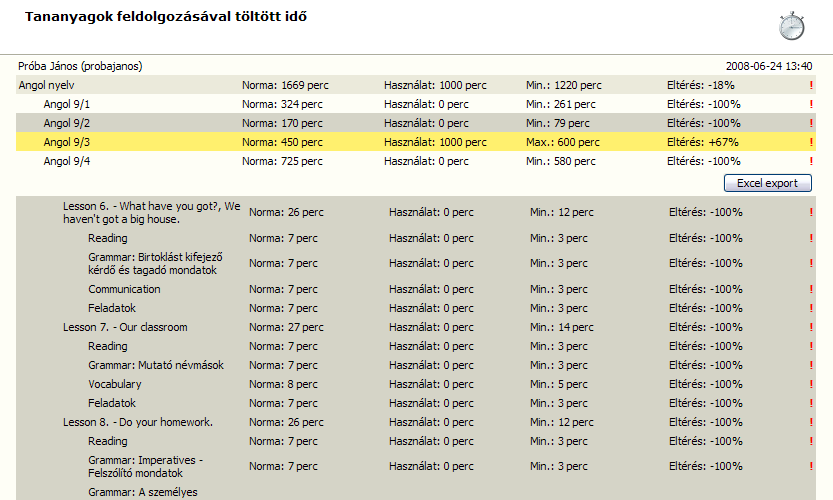 Tananyagok feldolgozásával töltött idő
Próba János (probajanos) 2008-06-24 13:40
Angol nyelv Norma: 1669 perc Használat: 1000 perc Min.: 1220 perc Eltérés: -18% !
Angol 9/1 Norma: 324 perc Használat: 0 perc Min.: 261 perc Eltérés: -100% !
Angol 9/2 Norma: 170 perc Használat: 0 perc Min.: 79 perc Eltérés: -100% !
Angol 9/3 Norma: 450 perc Használat: 1000 perc Max.: 600 perc Eltérés: +67% !
Angol 9/4 Norma: 725 perc Használat: 0 perc Min.: 580 perc Eltérés: -100% !
Excel export
Lesson 6. - What have you got?, We
haven't got a big house. Norma: 26 perc Használat: 0 perc Min.: 12 perc Eltérés: -100% !
Reading Norma: 7 perc Használat: 0 perc Min.: 3 perc Eltérés: -100% !
Grammar: Birtoklást kifejező
kérdő és tagadó mondatok Norma: 7 perc Használat: 0 perc Min.: 3 perc Eltérés: -100% !
Communication Norma: 7 perc Használat: 0 perc Min.: 3 perc Eltérés: -100% !
Feladatok Norma: 7 perc Használat: 0 perc Min.: 3 perc Eltérés: -100% !
Lesson 7. - Our classroom Norma: 27 perc Használat: 0 perc Min.: 14 perc Eltérés: -100% !
Reading Norma: 7 perc Használat: 0 perc Min.: 3 perc Eltérés: -100% !
Grammar: Mutató névmások Norma: 7 perc Használat: 0 perc Min.: 3 perc Eltérés: -100% !
Vocabulary Norma: 8 perc Használat: 0 perc Min.: 5 perc Eltérés: -100% !
Feladatok Norma: 7 perc Használat: 0 perc Min.: 3 perc Eltérés: -100% !
Lesson 8. - Do your homework. Norma: 26 perc Használat: 0 perc Min.: 12 perc Eltérés: -100% !
Reading Norma: 7 perc Használat: 0 perc Min.: 3 perc Eltérés: -100% !
Grammar: Imperatives -
Felszólító mondatok Norma: 7 perc Használat: 0 perc Min.: 3 perc Eltérés: -100% !
Grammar: A személyes